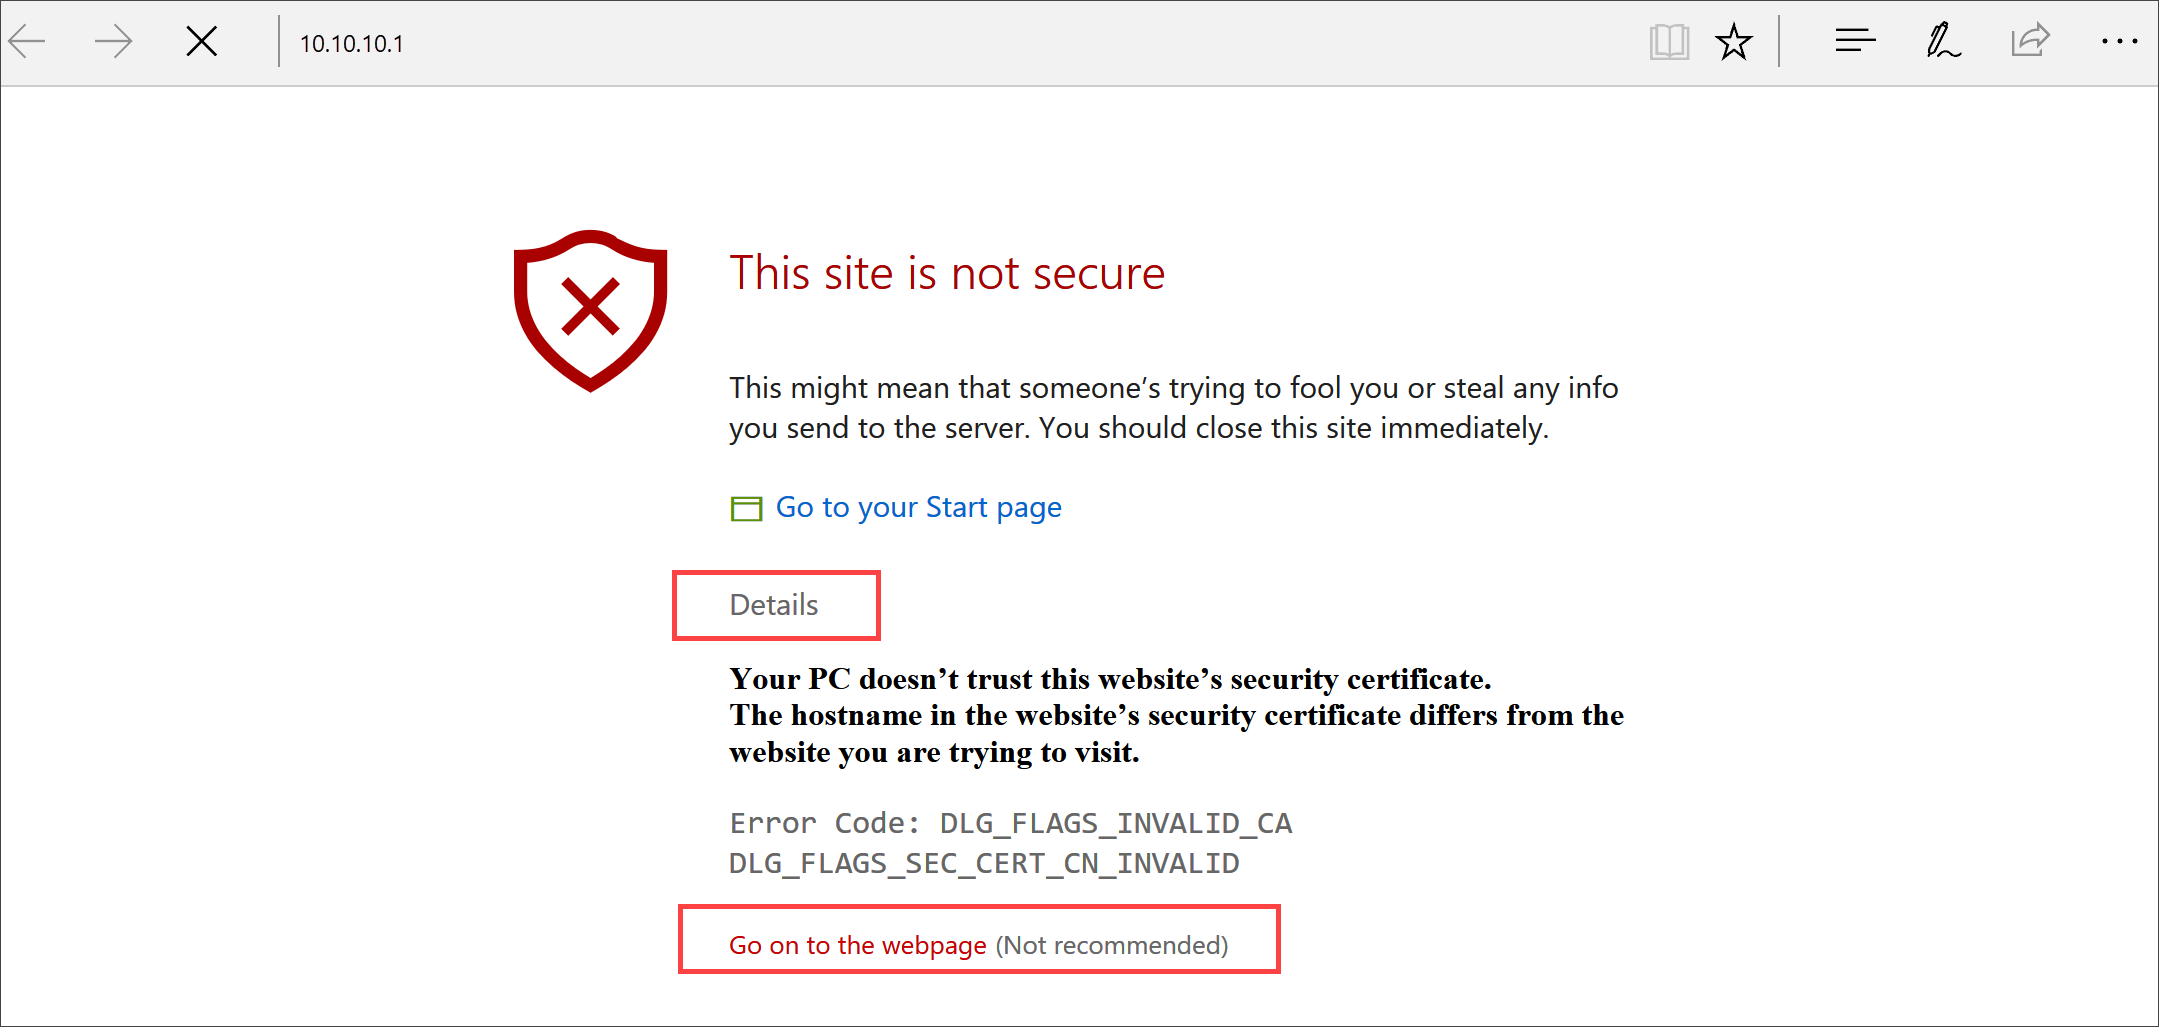 10.10.10.1
This site is not secure
This might mean that someone’s trying to fool you or steal any info
you send to the server. You should close this site immediately.
Go to your Start page
Details
Your PC doesn’t trust this website’s security certificate.
The hostname in the website’s security certificate differs from the
website you are trying to visit.
Error Code: DLG_FLAGS_INVALID_CA
DLG_FLAGS_SEC_CERT_CN_INVALID
Go on to the webpage (Not recommended)